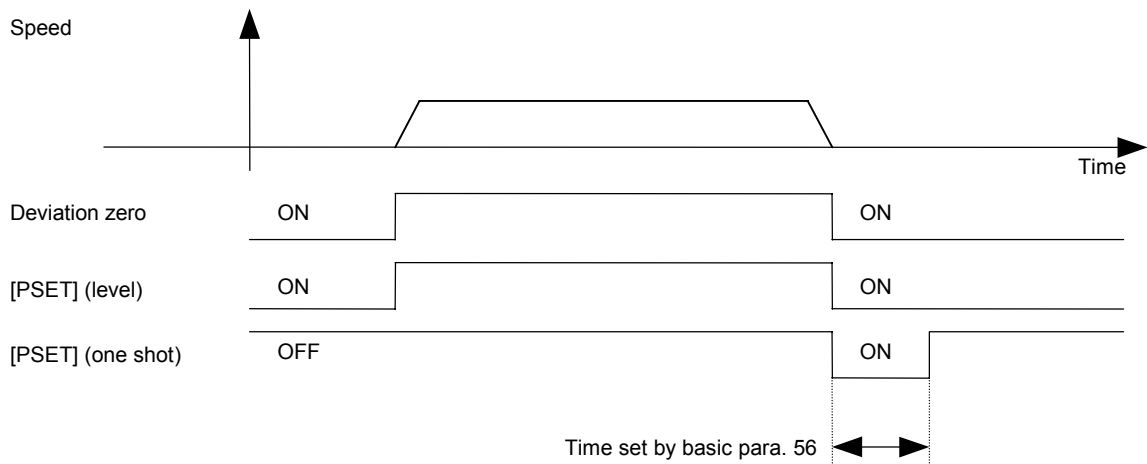 Speed
Time
Deviation zero ON ON
[PSET] (level) ON ON
[PSET] (one shot) OFF ON
Time set by basic para. 56